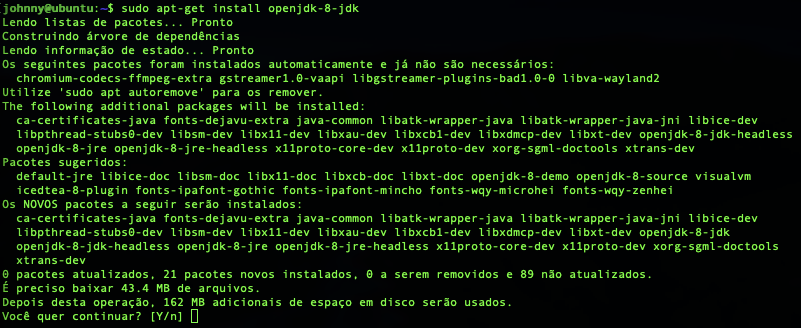 johnny@ubuntu:~$ sudo apt-get install openjdk-8-jdk
Lendo listas de pacotes... Pronto
Construindo árvore de dependências
Lendo informação de estado... Pronto
Os seguintes pacotes foram instalados automaticamente e já não são necessários:
chromium-codecs-ffmpeg-extra gstreamer1.0-vaapi libgstreamer-plugins-bad1.0-0 libva-wayland2
Utilize 'sudo apt autoremove' para os remover.
The following additional packages will be installed:
ca-certificates-java fonts-dejavu-extra java-common libatk-wrapper-java libatk-wrapper-java-jni libice-dev
libpthread-stubs0-dev libsm-dev libx11-dev libxau-dev libxcb1-dev libxdmcp-dev libxt-dev openjdk-8-jdk-headless
openjdk-8-jre openjdk-8-jre-headless x11proto-core-dev x11proto-dev xorg-sgml-doctools xtrans-dev
Pacotes sugeridos:
default-jre libice-doc libsm-doc libx11-doc libxcb-doc libxt-doc openjdk-8-demo openjdk-8-source visualvm
icedtea-8-plugin fonts-ipafont-gothic fonts-ipafont-mincho fonts-wqy-microhei fonts-wqy-zenhei
Os NOVOS pacotes a seguir serão instalados:
ca-certificates-java fonts-dejavu-extra java-common libatk-wrapper-java libatk-wrapper-java-jni libice-dev
libpthread-stubs0-dev libsm-dev libx11-dev libxau-dev libxcb1-dev libxdmcp-dev libxt-dev openjdk-8-jdk
openjdk-8-jdk-headless openjdk-8-jre openjdk-8-jre-headless x11proto-core-dev x11proto-dev xorg-sgml-doctools
xtrans-dev
0 pacotes atualizados, 21 pacotes novos instalados, 0 a serem removidos e 89 não atualizados.
É preciso baixar 43.4 MB de arquivos.
Depois desta operação, 162 MB adicionais de espaço em disco serão usados.
Você quer continuar? [Y/n]